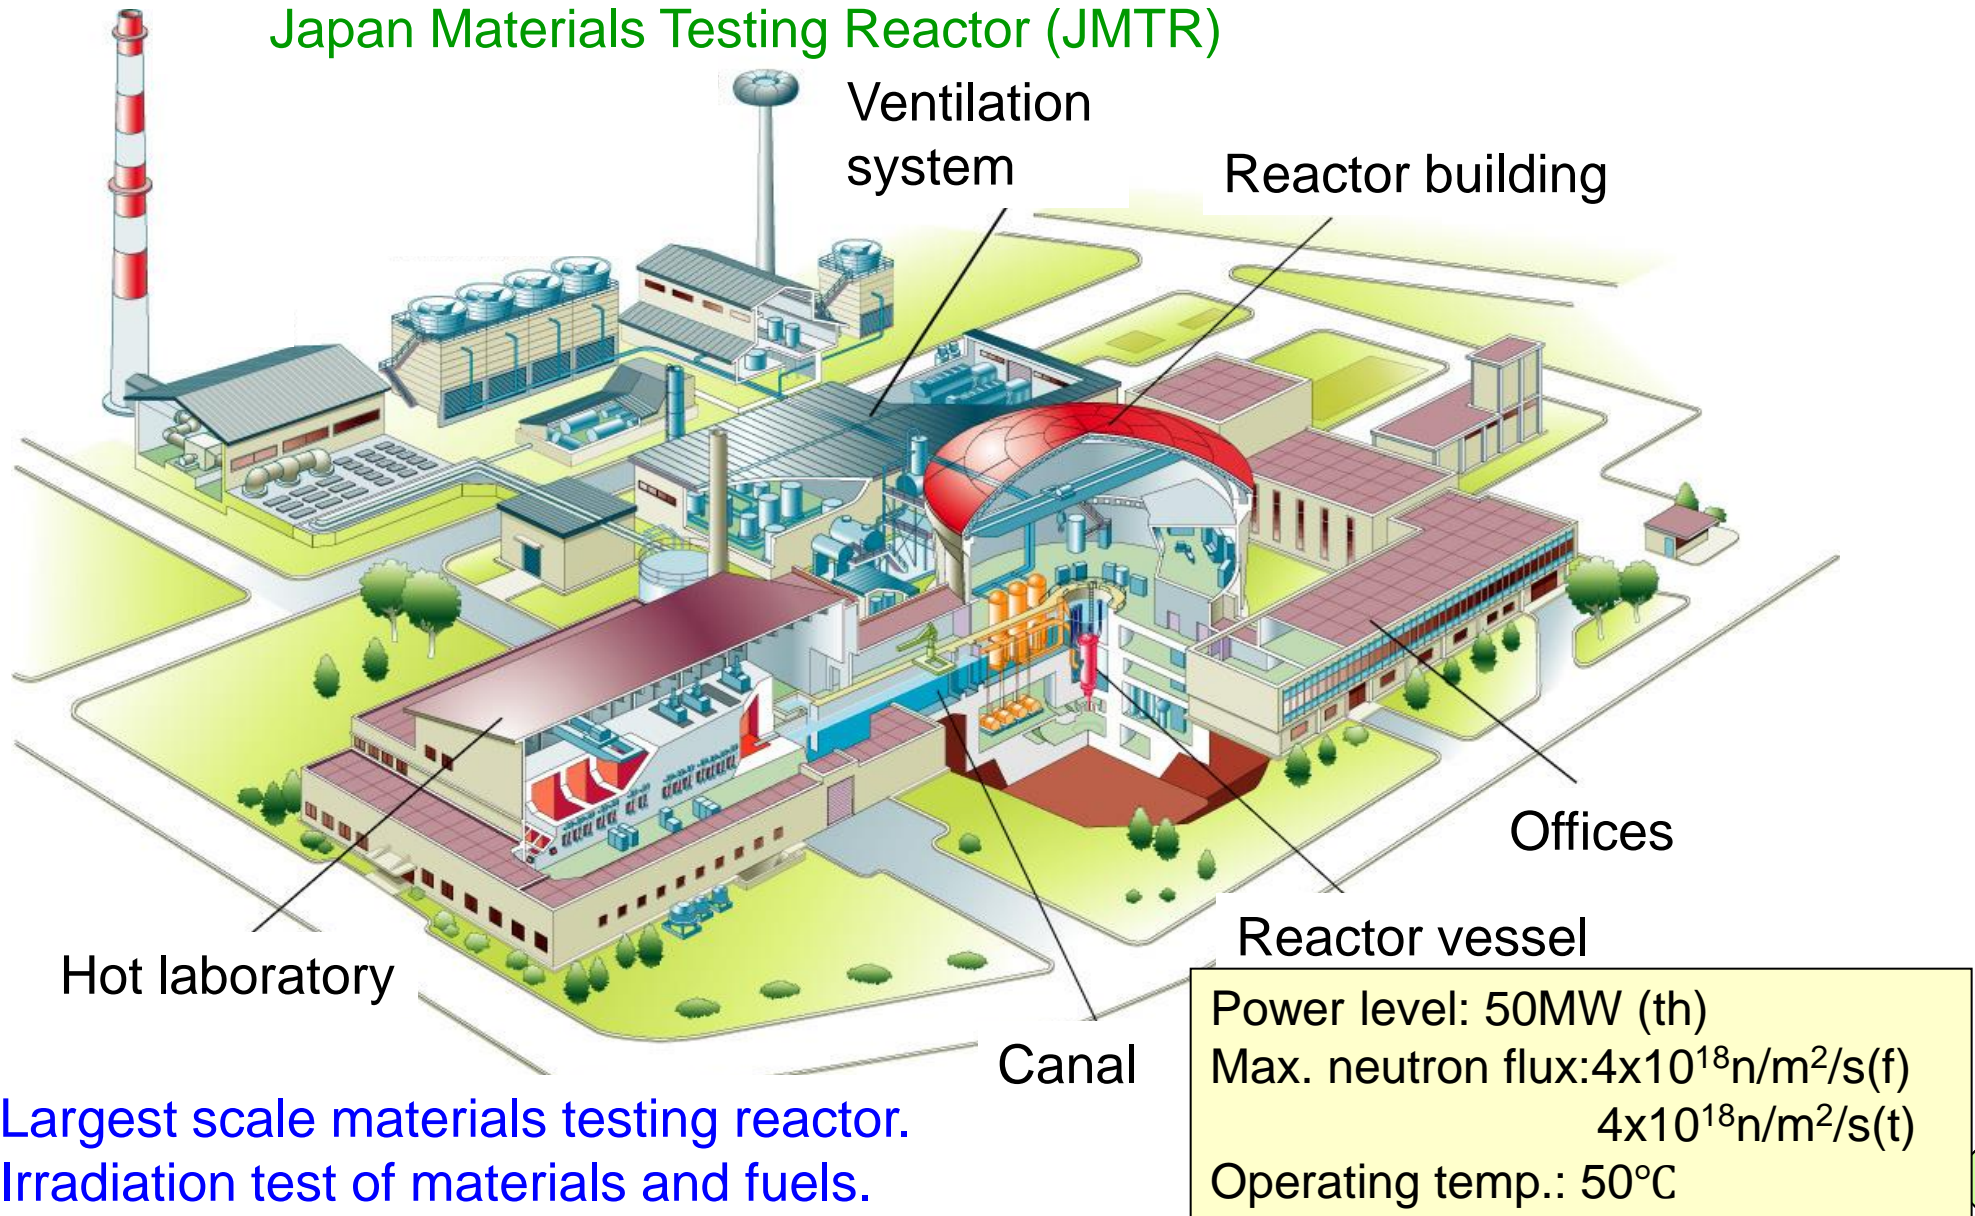 Japan Materials Testing Reactor (JMTR)
Ventilation
system
Reactor building
Offices
Reactor vessel
Hot laboratory
Canal
Power level: 50MW (th)
Max. neutron flux:4x10¹⁸n/m²/s(f)
4x10¹⁸n/m²/s(t)
Operating temp.: 50℃
Largest scale materials testing reactor.
Irradiation test of materials and fuels.